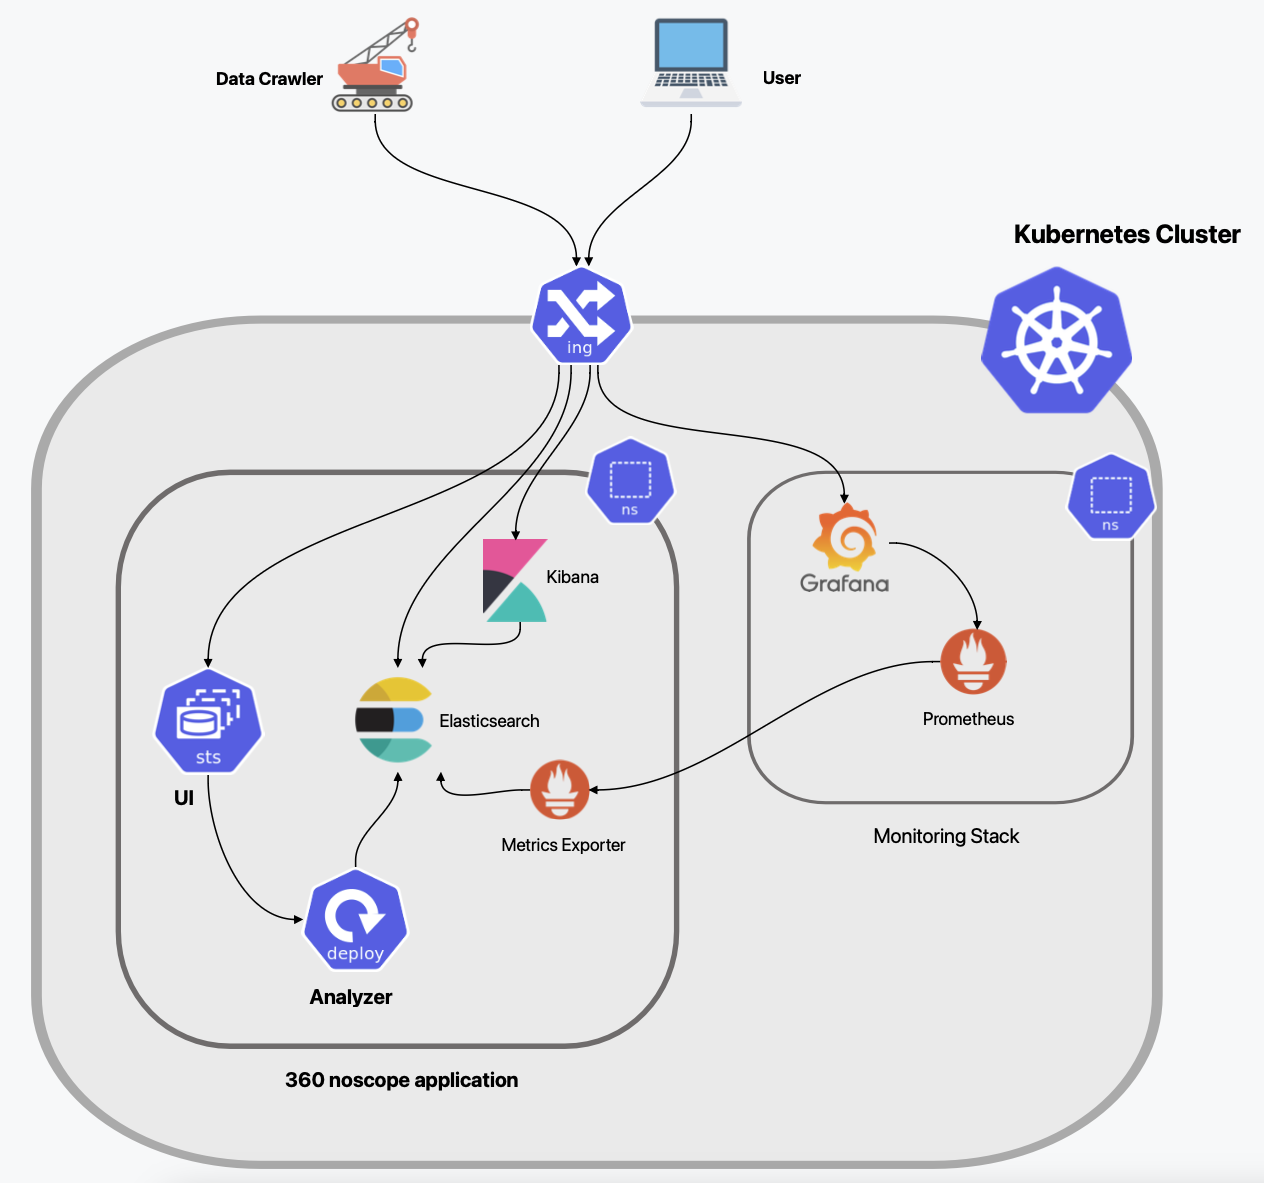 Data Crawler
User
Kubernetes Cluster
ing
ns
ns
Kibana
Grafana
Elasticsearch
Prometheus
sts
UI
Metrics Exporter
Monitoring Stack
deploy
Analyzer
360 noscope application